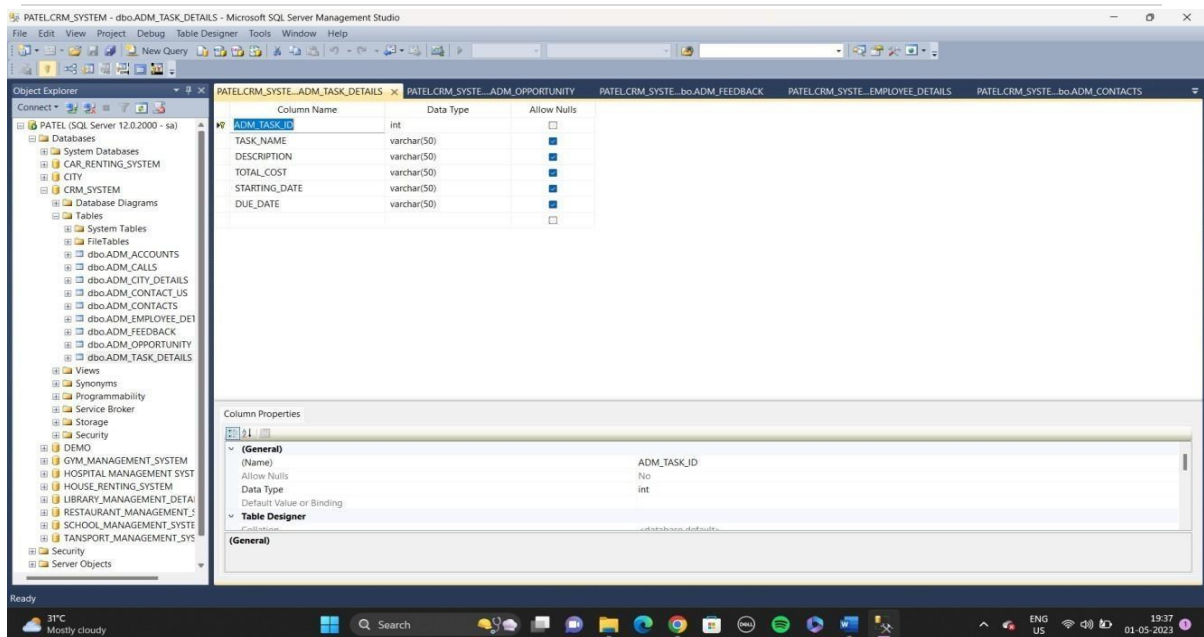 PATEL.CRM_SYSTEM - dbo.ADM_TASK_DETAILS - Microsoft SQL Server Management Studio
File Edit View Project Debug Table Designer Tools Window Help
New Query
Object Explorer
Connect
PATEL (SQL Server 12.0.2000 - sa)
Databases
System Databases
CAR_RENTING_SYSTEM
CITY
CRM_SYSTEM
Database Diagrams
Tables
System Tables
FileTables
dbo.ADM_ACCOUNTS
dbo.ADM_CALLS
dbo.ADM_CITY_DETAILS
dbo.ADM_CONTACT_US
dbo.ADM_CONTACTS
dbo.ADM_EMPLOYEE_DET
dbo.ADM_FEEDBACK
dbo.ADM_OPPORTUNITY
dbo.ADM_TASK_DETAILS
Views
Synonyms
Programmability
Service Broker
Storage
Security
DEMO
GYM_MANAGEMENT_SYSTEM
HOSPITAL MANAGEMENT SYST
HOUSE_RENTING_SYSTEM
LIBRARY_MANAGEMENT_DETAI
RESTAURANT_MANAGEMENT_S
SCHOOL_MANAGEMENT_SYSTE
TANSPORT_MANAGEMENT_SYS
Security
Server Objects
PATEL.CRM_SYSTE...ADM_TASK_DETAILS PATEL.CRM_SYSTE....ADM_OPPORTUNITY PATEL.CRM_SYSTE...bo.ADM_FEEDBACK PATEL.CRM_SYSTE...EMPLOYEE_DETAILS PATEL.CRM_SYSTE...bo.ADM_CONTACTS
Column Name Data Type Allow Nulls
ADM_TASK_ID int
TASK_NAME varchar(50)
DESCRIPTION varchar(50)
TOTAL_COST varchar(50)
STARTING_DATE varchar(50)
DUE_DATE varchar(50)
Column Properties
(General)
(Name) ADM_TASK_ID
Allow Nulls No
Data Type int
Default Value or Binding
Table Designer
Collation <database default>
(General)
Ready
31°C
Mostly cloudy
Search
ENG
US
19:37
01-05-2023
1